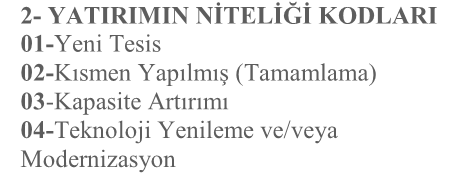 2- YATIRIMIN NİTELİĞİ KODLARI
01-Yeni Tesis
02-Kısmen Yapılmış (Tamamlama)
03-Kapasite Artırımı
04-Teknoloji Yenileme ve/veya
Modernizasyon